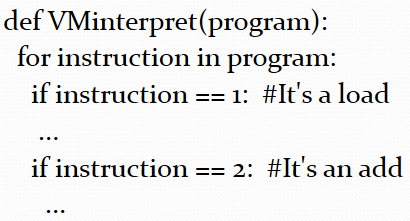 def VMinterpret(program):
for instruction in program:
if instruction == 1:  #It's a load
...
if instruction == 2:  #It's an add
...